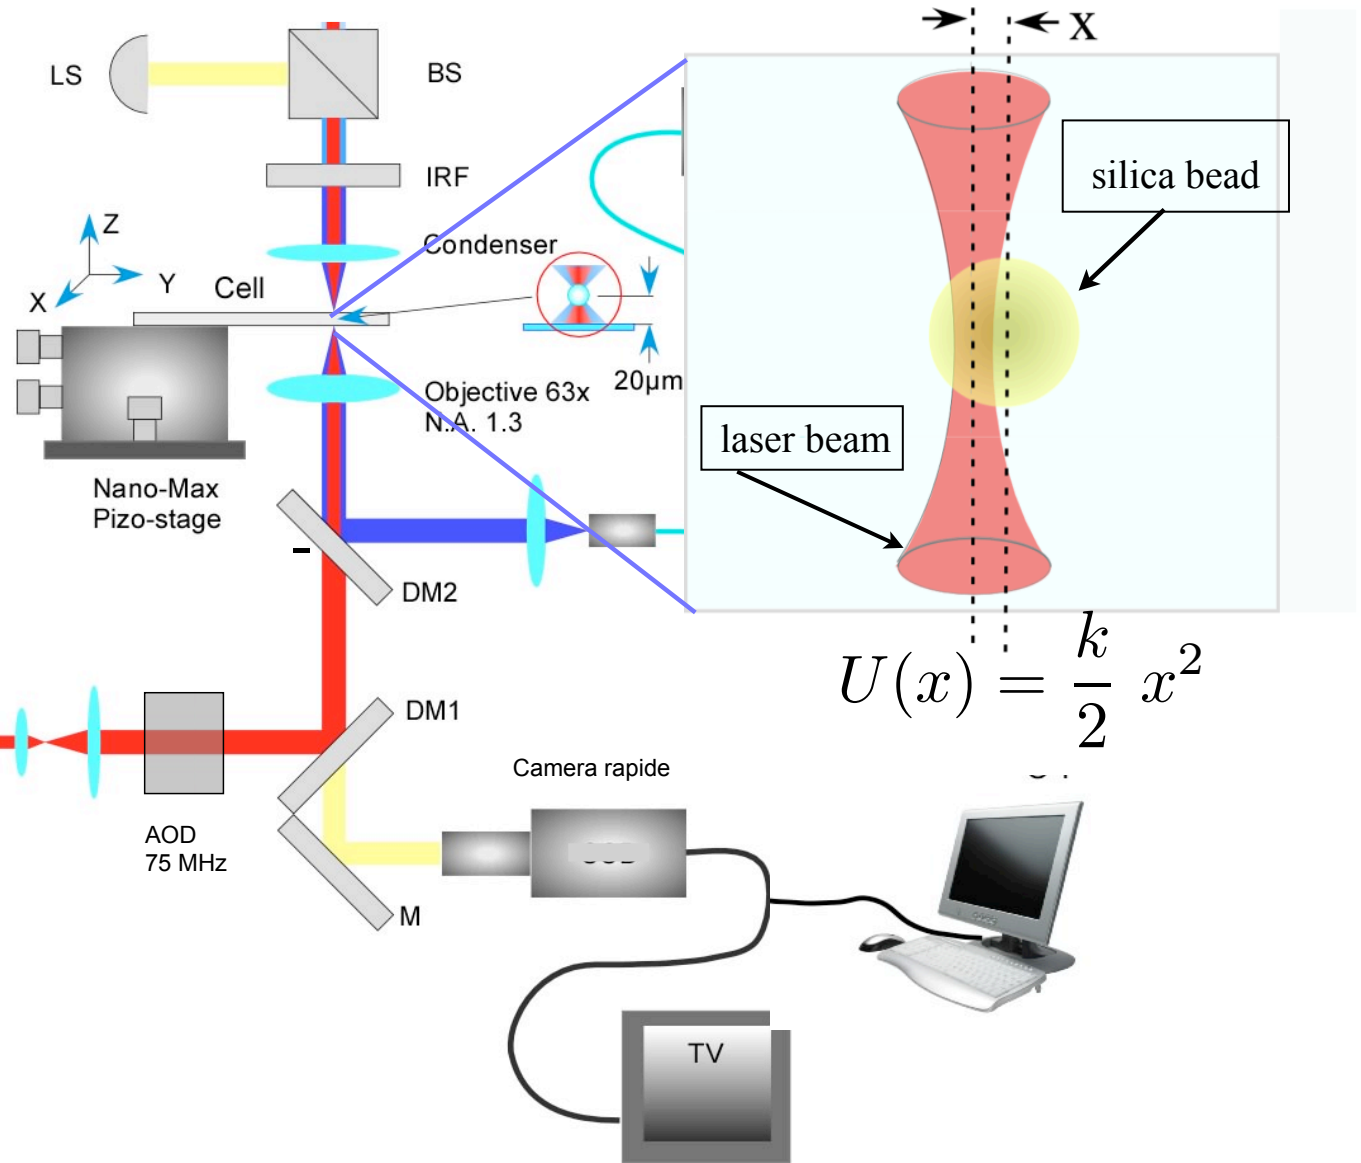 X
LS
BS
silica bead
IRF
Z
Condenser
Y
Cell
X
20µm
Objective 63x
N.A. 1.3
laser beam
Nano-Max
Pizo-stage
-
DM2
U(x) = k/2 x²
DM1
Camera rapide
AOD
75 MHz
M
TV